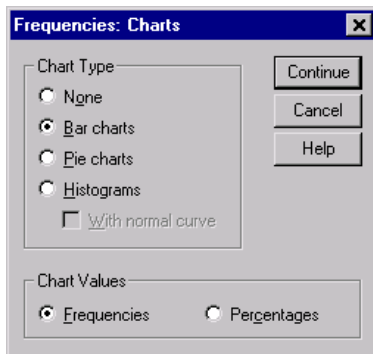 Frequencies: Charts
Chart Type
None
Bar charts
Pie charts
Histograms
With normal curve
Continue
Cancel
Help
Chart Values
Frequencies
Percentages